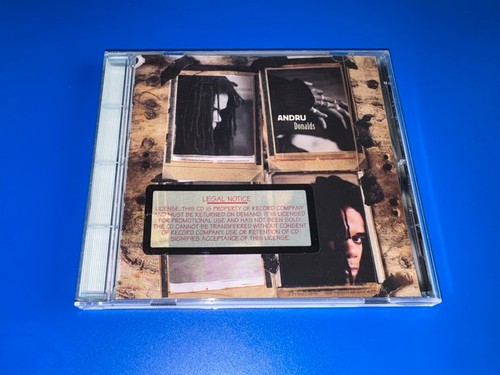 ANDRU
Donalds
LEGAL NOTICE
LICENSE, THIS CD IS PROPERTY OF RECORD COMPANY
AND MUST BE RETURNED ON DEMAND. IT IS LICENSED
FOR PROMOTIONAL USE AND HAS NOT BEEN SOLD.
THE CD CANNOT BE TRANSFERRED WITHOUT CONSENT
OF RECORD COMPANY. USE OR RETENTION OF CD
SIGNIFIES ACCEPTANCE OF THIS LICENSE.